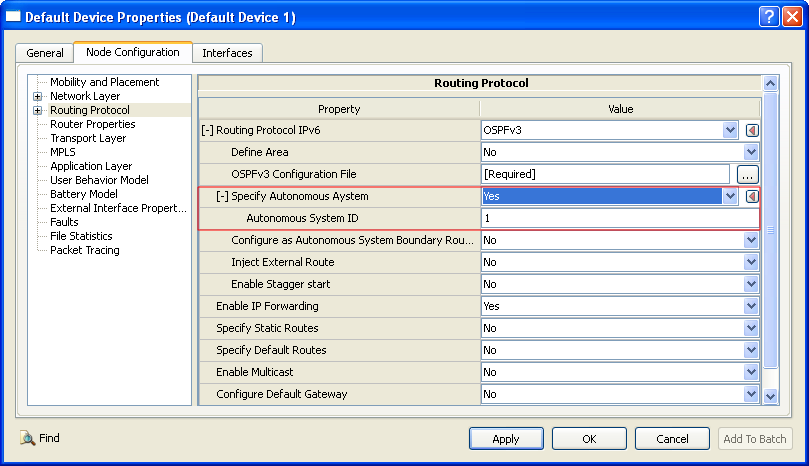 Default Device Properties (Default Device 1)
General Node Configuration Interfaces
Mobility and Placement
Network Layer
Routing Protocol
Router Properties
Transport Layer
MPLS
Application Layer
User Behavior Model
Battery Model
External Interface Propert...
Faults
File Statistics
Packet Tracing
Routing Protocol
Property Value
[-] Routing Protocol IPv6 OSPFv3
Define Area No
OSPFv3 Configuration File [Required] ...
[-] Specify Autonomous Aystem Yes
Autonomous System ID 1
Configure as Autonomous System Boundary Rou... No
Inject External Route No
Enable Stagger start No
Enable IP Forwarding Yes
Specify Static Routes No
Specify Default Routes No
Enable Multicast No
Configure Default Gateway No
Find Apply OK Cancel Add To Batch